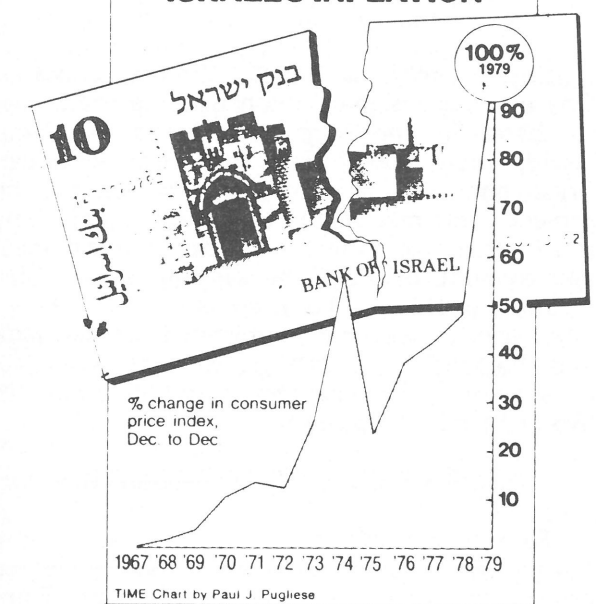 100%
1979
בנק ישראל
10
بنك إسرائيل
BANK OF ISRAEL
90
80
70
60
50
40
30
20
10
% change in consumer
price index,
Dec. to Dec
1967 '68 '69 '70 '71 '72 '73 '74 '75 '76 '77 '78 '79
TIME Chart by Paul J. Pugliese